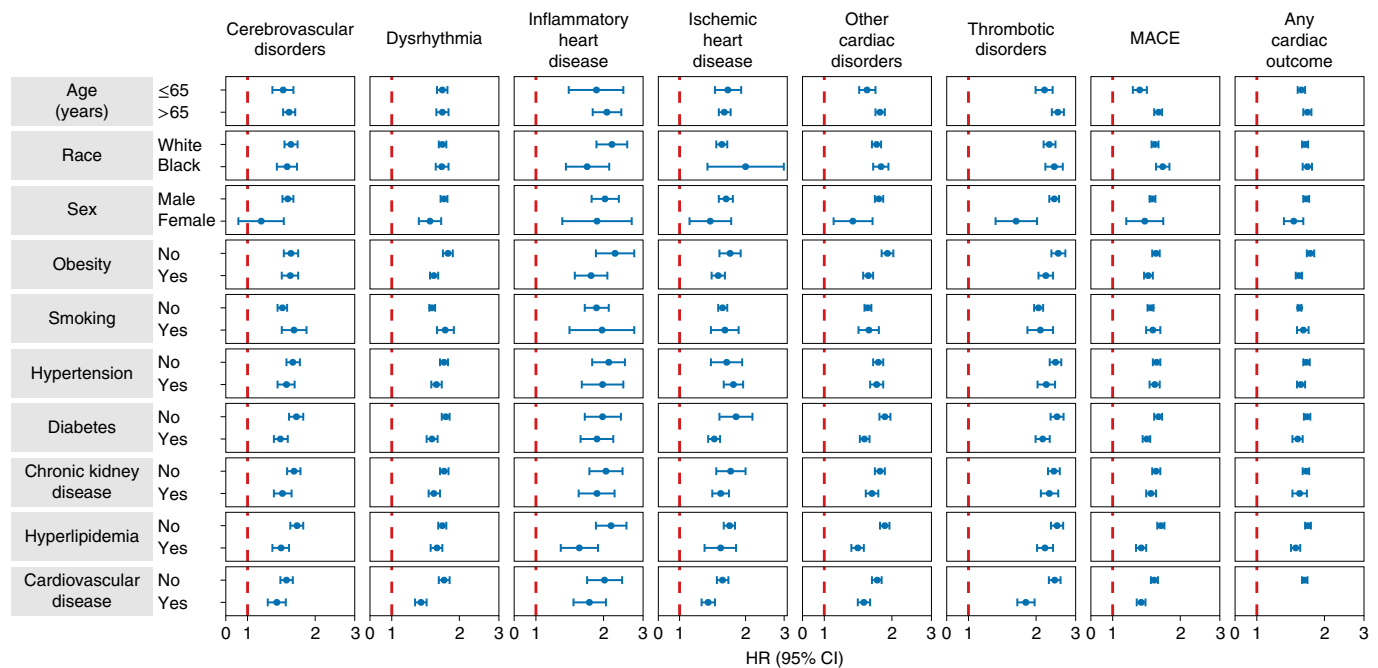 Cerebrovascular
disorders
Dysrhythmia
Inflammatory
heart
disease
Ischemic
heart
disease
Other
cardiac
disorders
Thrombotic
disorders
MACE
Any
cardiac
outcome
Age
(years)
≤65
>65
Race
White
Black
Sex
Male
Female
Obesity
No
Yes
Smoking
No
Yes
Hypertension
No
Yes
Diabetes
No
Yes
Chronic kidney
disease
No
Yes
Hyperlipidemia
No
Yes
Cardiovascular
disease
No
Yes
0 1 2 3 0 1 2 3 0 1 2 3 0 1 2 3 0 1 2 3 0 1 2 3 0 1 2 3 0 1 2 3
HR (95% CI)